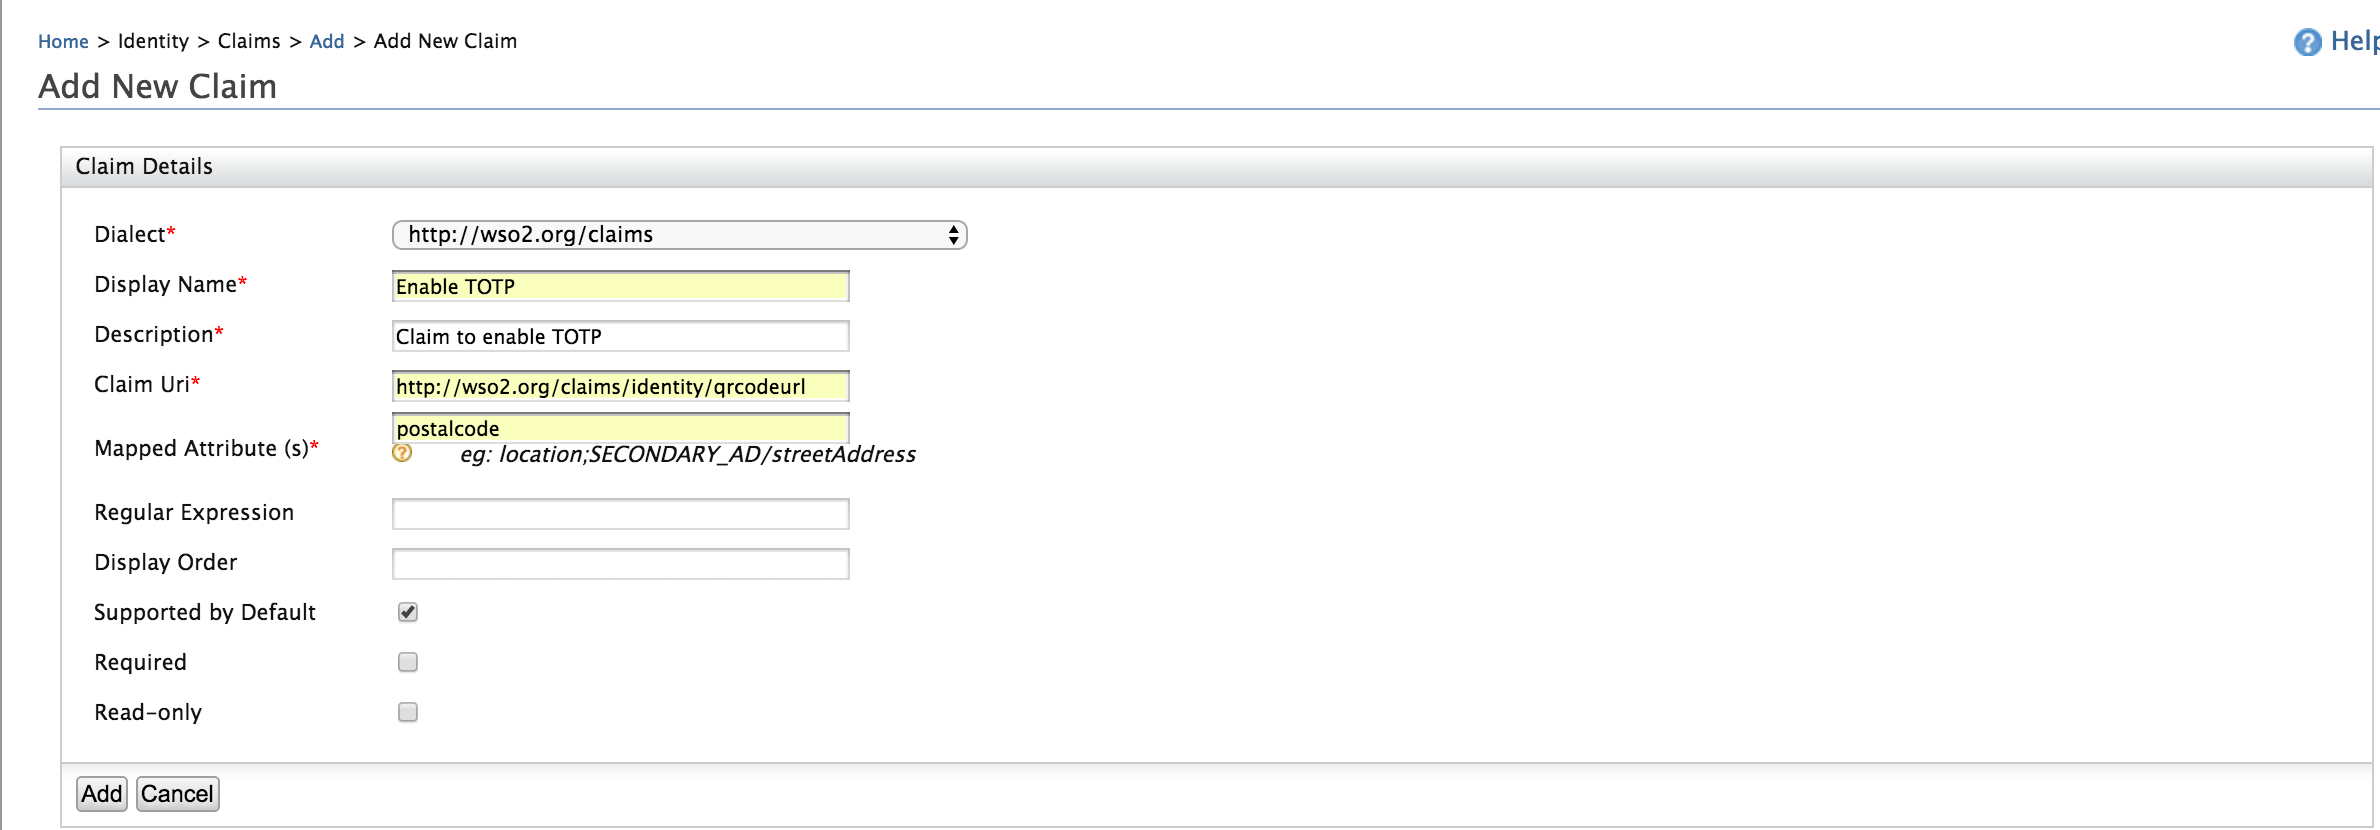 Home > Identity > Claims > Add > Add New Claim
Help
Add New Claim
Claim Details
Dialect* http://wso2.org/claims
Display Name* Enable TOTP
Description* Claim to enable TOTP
Claim Uri* http://wso2.org/claims/identity/qrcodeurl
postalcode
Mapped Attribute (s)* eg: location;SECONDARY_AD/streetAddress
Regular Expression
Display Order
Supported by Default
Required
Read-only
Add Cancel